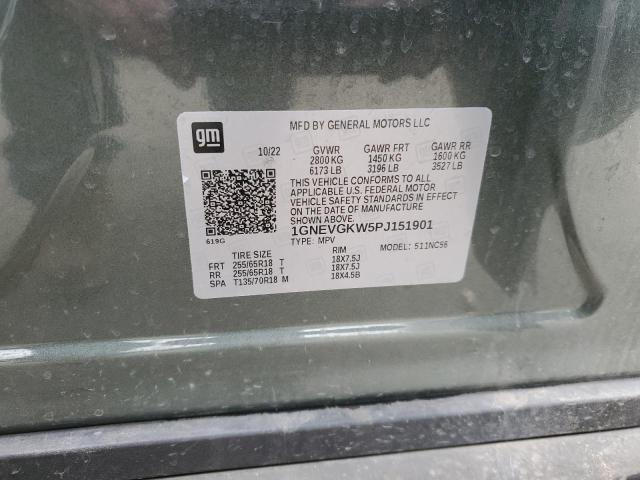 gm
MFD BY GENERAL MOTORS LLC
10/22 GVWR GAWR FRT GAWR RR
2800 KG 1450 KG 1600 KG
6173 LB 3196 LB 3527 LB
THIS VEHICLE CONFORMS TO ALL
APPLICABLE U.S. FEDERAL MOTOR
VEHICLE SAFETY STANDARDS IN EFFECT
ON THE DATE OF MANUFACTURE
SHOWN ABOVE.
1GNEVGKW5PJ151901
619G TYPE: MPV MODEL: 511NC56
TIRE SIZE RIM
FRT 255/65R18 T 18X7.5J
RR 255/65R18 T 18X7.5J
SPA T135/70R18 M 18X4.5B